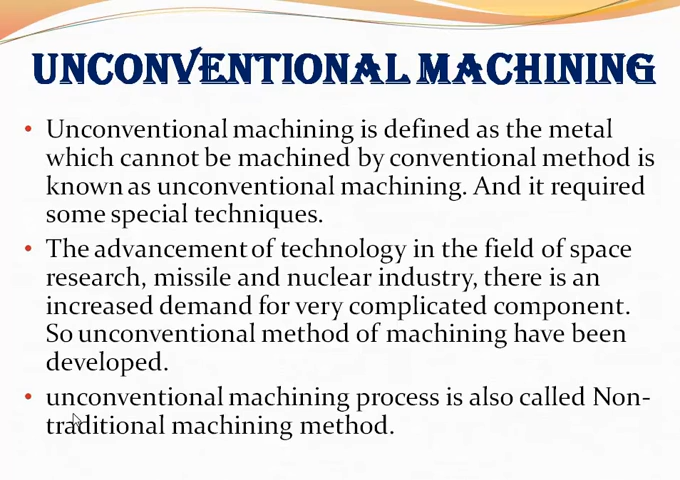 UNCONVENTIONAL MACHINING
• Unconventional machining is defined as the metal
which cannot be machined by conventional method is
known as unconventional machining. And it required
some special techniques.
• The advancement of technology in the field of space
research, missile and nuclear industry, there is an
increased demand for very complicated component.
So unconventional method of machining have been
developed.
• unconventional machining process is also called Non-
traditional machining method.